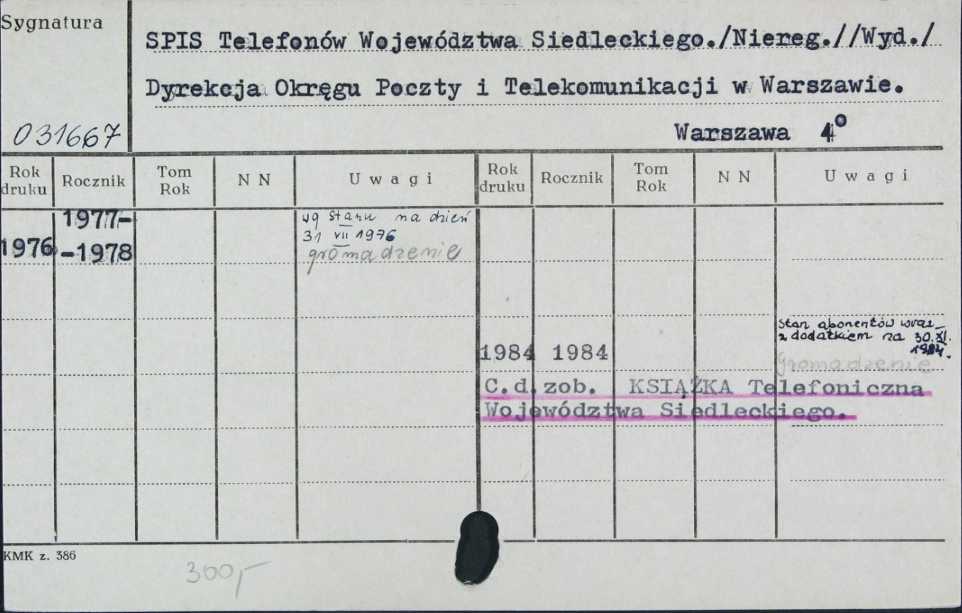 Sygnatura
SPIS Telefonów Województwa Siedleckiego./Niereg.//Wyd./
Dyrekcja Okręgu Poczty i Telekomunikacji w Warszawie.
031667
Warszawa 4°
Rok druku Rocznik Tom Rok N N Uwagi Rok druku Rocznik Tom Rok N N Uwagi
1976 1977-
-1978
wg stanu na dzień
31 VII 1976
gromadzenie
stan abonentów wraz
z dodatkiem na 30.XI.
1984.
1984 1984
gromadzenie
C.d.zob. KSIĄŻKA Telefoniczna
Województwa Siedleckiego.
KMK z. 386
300,-